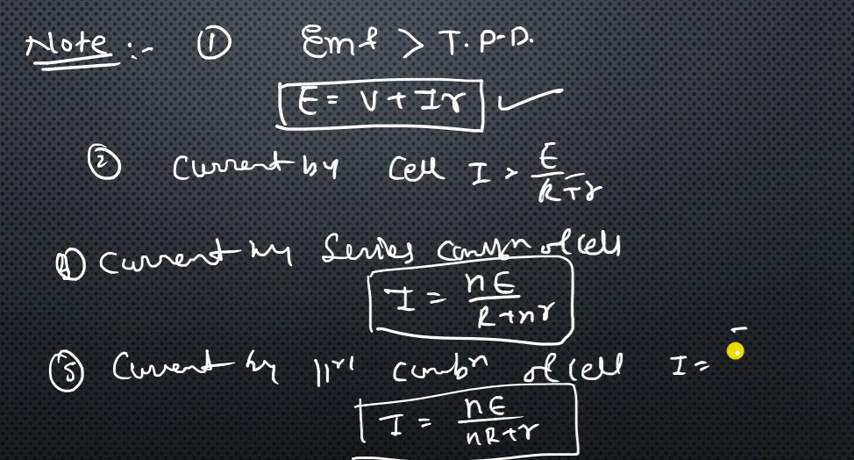 Note :- ① Emf > T.P.D.
E = V + Ir
② Current by Cell I = E / R+r
④ Current by Series combn of cell
I = nE / R+nr
⑤ Current by ||rl combn of cell I =
I = nE / nR+r